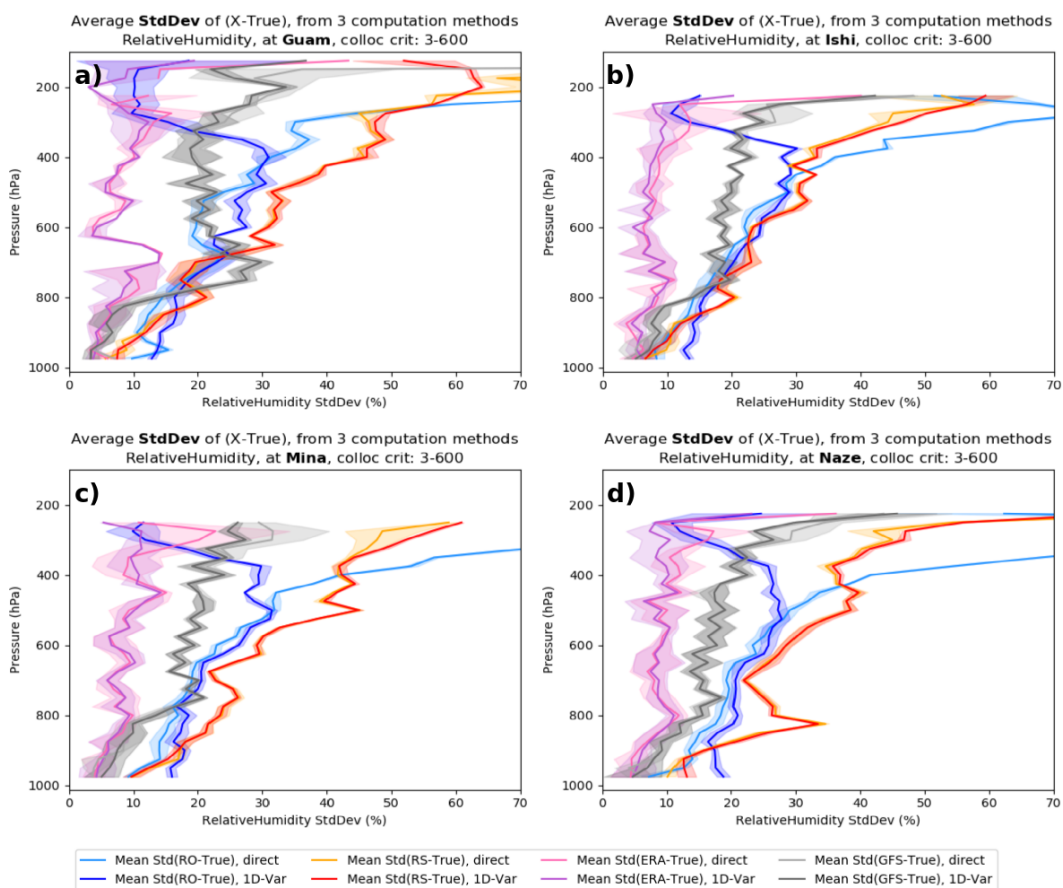 Average StdDev of (X-True), from 3 computation methods
RelativeHumidity, at Guam, colloc crit: 3-600
a)
Pressure (hPa)
200
400
600
800
1000
0 10 20 30 40 50 60 70
RelativeHumidity StdDev (%)
Average StdDev of (X-True), from 3 computation methods
RelativeHumidity, at Ishi, colloc crit: 3-600
b)
Pressure (hPa)
200
400
600
800
1000
0 10 20 30 40 50 60 70
RelativeHumidity StdDev (%)
Average StdDev of (X-True), from 3 computation methods
RelativeHumidity, at Mina, colloc crit: 3-600
c)
Pressure (hPa)
200
400
600
800
1000
0 10 20 30 40 50 60 70
RelativeHumidity StdDev (%)
Average StdDev of (X-True), from 3 computation methods
RelativeHumidity, at Naze, colloc crit: 3-600
d)
Pressure (hPa)
200
400
600
800
1000
0 10 20 30 40 50 60 70
RelativeHumidity StdDev (%)
Mean Std(RO-True), direct Mean Std(RS-True), direct Mean Std(ERA-True), direct Mean Std(GFS-True), direct
Mean Std(RO-True), 1D-Var Mean Std(RS-True), 1D-Var Mean Std(ERA-True), 1D-Var Mean Std(GFS-True), 1D-Var